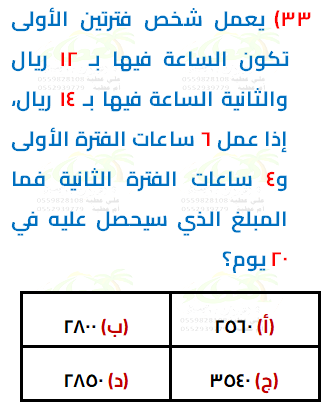 ٣٣) يعمل شخص فترتين الأولى
تكون الساعة فيها بـ ١٢ ريال
والثانية الساعة فيها بـ ١٤ ريال،
إذا عمل ٦ ساعات الفترة الأولى
و٤ ساعات الفترة الثانية فما
المبلغ الذي سيحصل عليه في
٢٠ يوم؟
(أ) ٢٥٦٠ (ب) ٢٨٠٠
(ج) ٣٥٤٠ (د) ٢٨٥٠